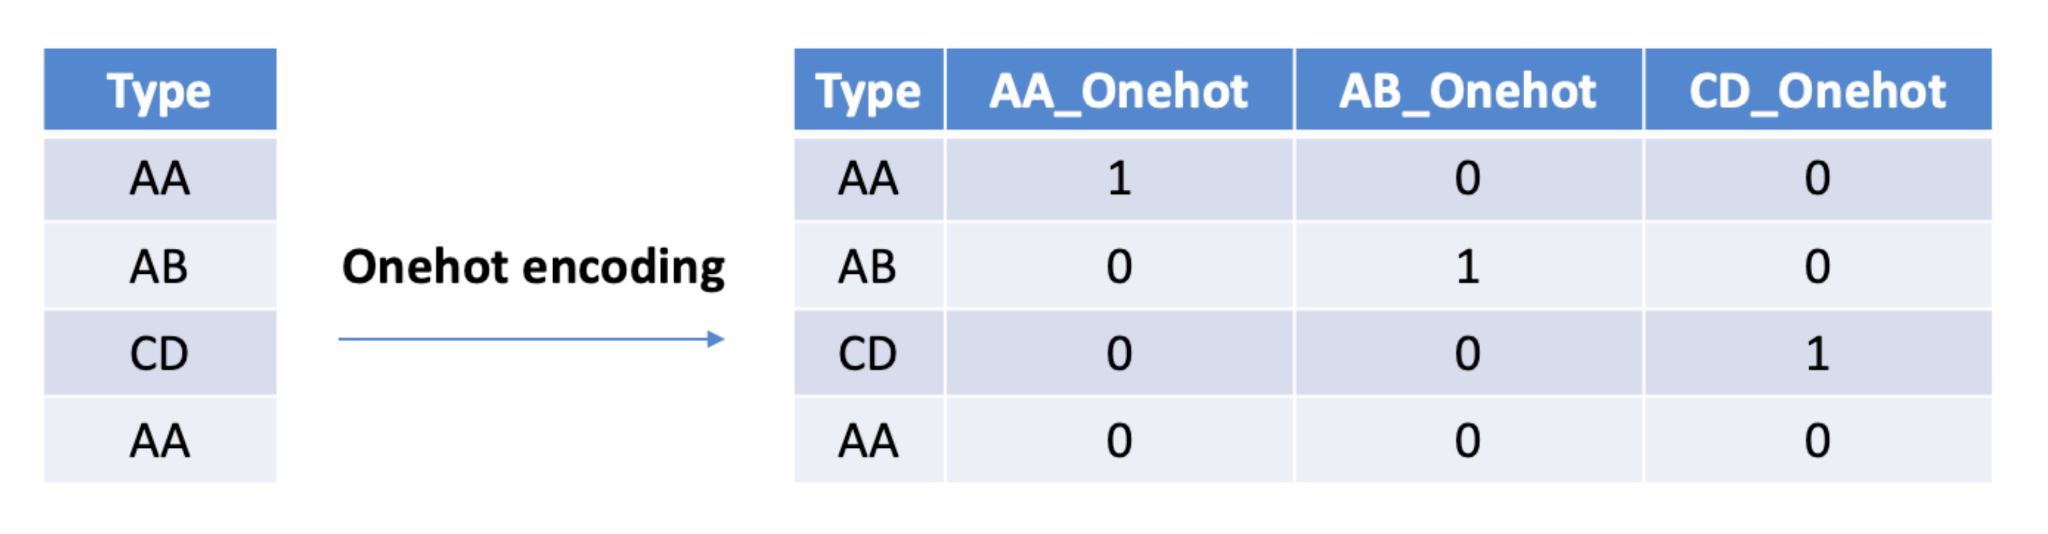 Type
AA
AB
CD
AA
Onehot encoding
Type AA_Onehot AB_Onehot CD_Onehot
AA 1 0 0
AB 0 1 0
CD 0 0 1
AA 0 0 0